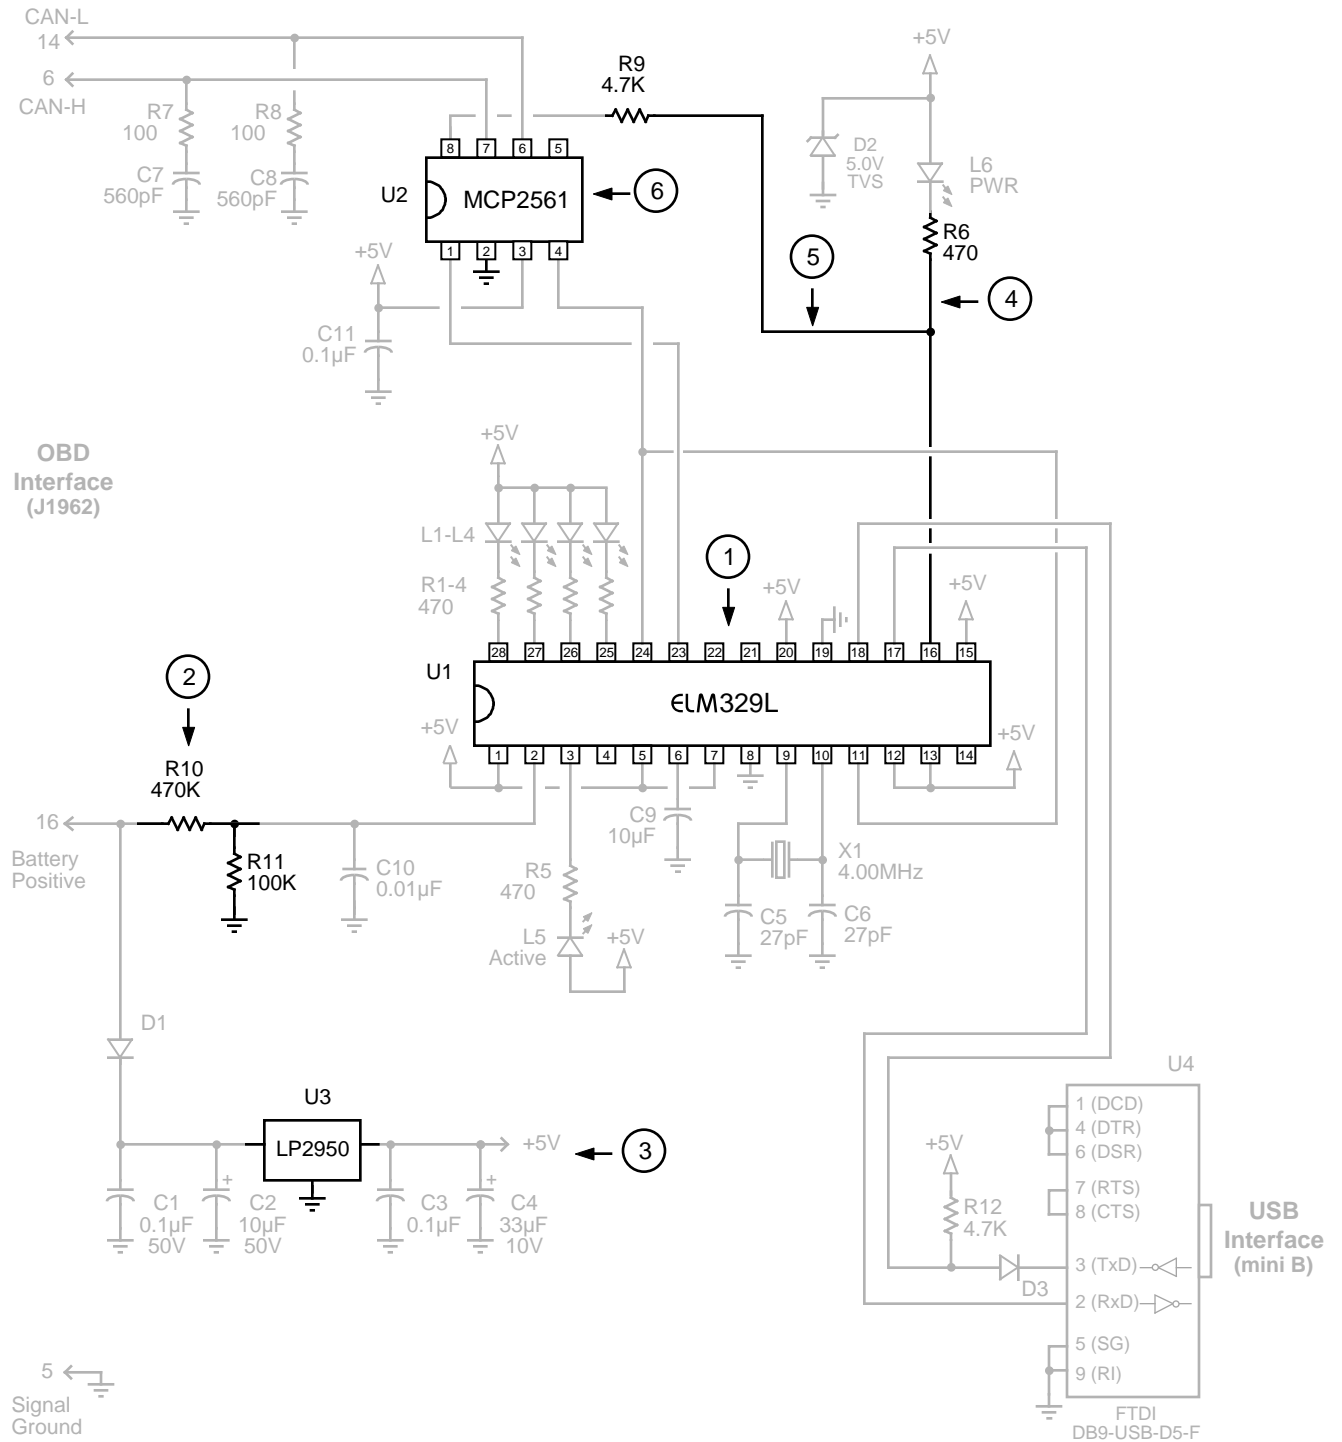 CAN-L
14
6
CAN-H
R7
100
R8
100
C7
560pF
C8
560pF
R9
4.7K
+5V
D2
5.0V
TVS
L6
PWR
R6
470
8
7
6
5
U2
MCP2561
6
1
2
3
4
5
4
+5V
C11
0.1µF
OBD
Interface
(J1962)
+5V
L1-L4
R1-4
470
1
+5V
+5V
28
27
26
25
24
23
22
21
20
19
18
17
16
15
U1
ELM329L
+5V
+5V
1
2
3
4
5
6
7
8
9
10
11
12
13
14
2
R10
470K
16
Battery
Positive
R11
100K
C10
0.01µF
R5
470
L5
Active
+5V
C9
10µF
X1
4.00MHz
C5
27pF
C6
27pF
D1
U3
LP2950
+5V
3
C1
0.1µF
50V
+
C2
10µF
50V
C3
0.1µF
+
C4
33µF
10V
U4
1 (DCD)
4 (DTR)
6 (DSR)
7 (RTS)
8 (CTS)
3 (TxD)
2 (RxD)
5 (SG)
9 (RI)
+5V
R12
4.7K
D3
USB
Interface
(mini B)
FTDI
DB9-USB-D5-F
5
Signal
Ground